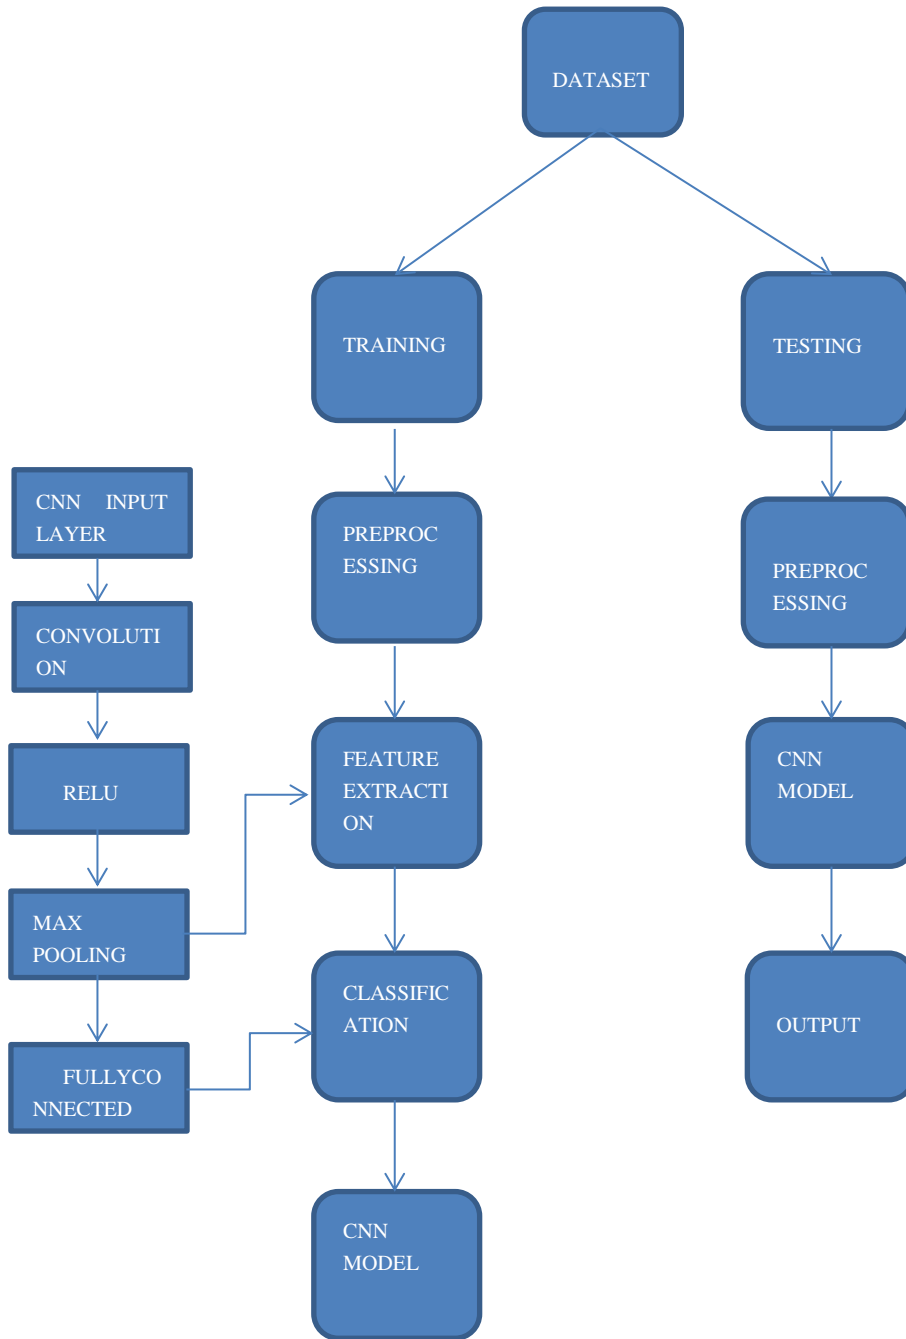 DATASET
TRAINING
TESTING
CNN INPUT
LAYER
PREPROC
ESSING
PREPROC
ESSING
CONVOLUTI
ON
RELU
FEATURE
EXTRACTI
ON
CNN
MODEL
MAX
POOLING
CLASSIFIC
ATION
OUTPUT
FULLYCO
NNECTED
CNN
MODEL